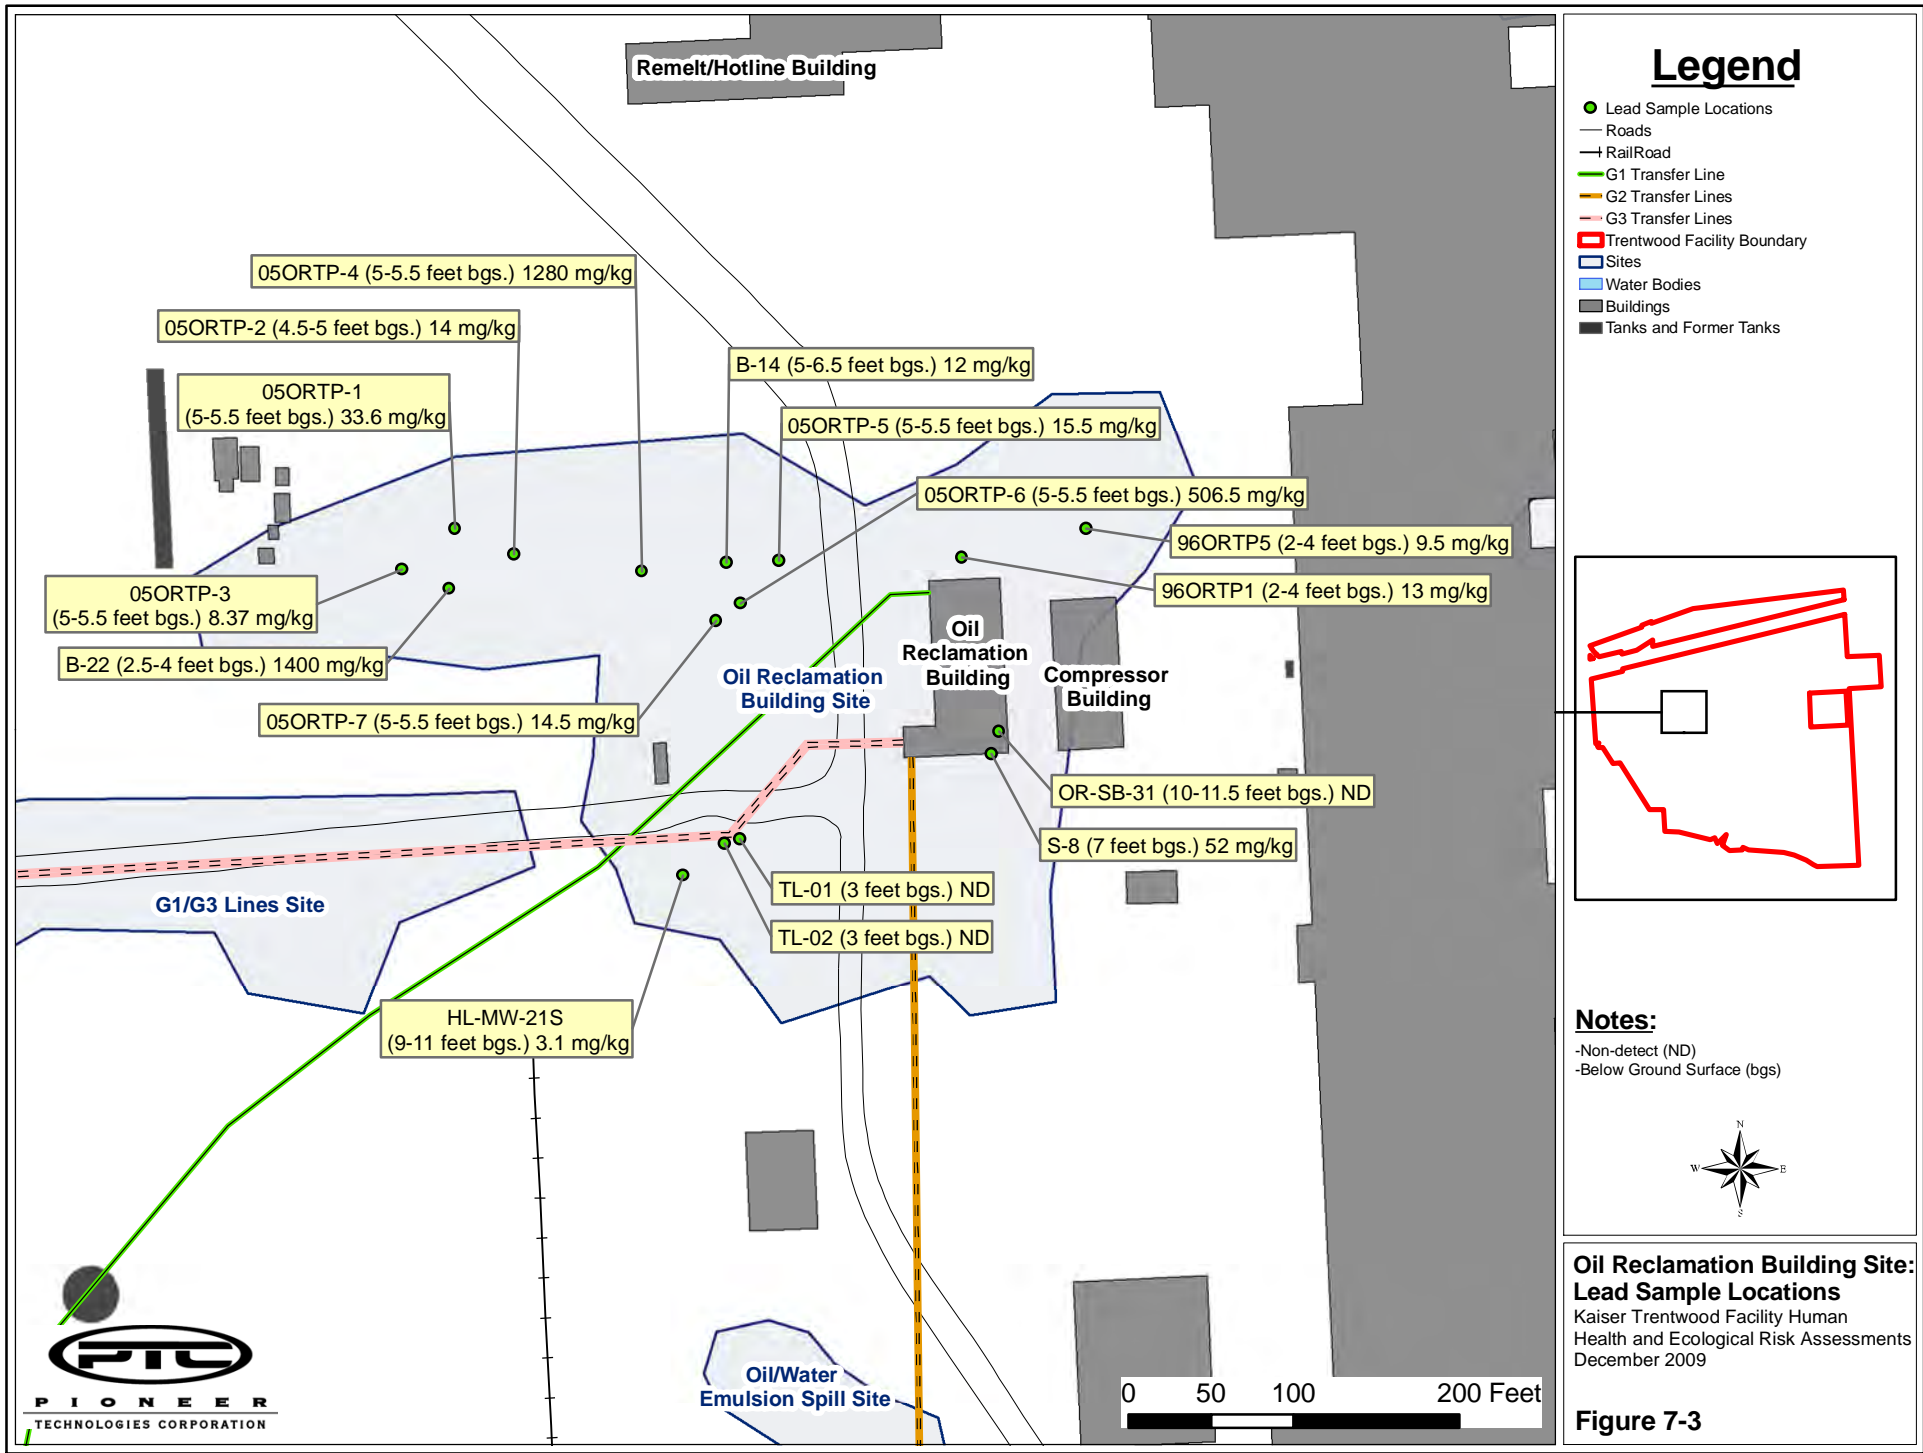 Remelt/Hotline Building
05ORTP-4 (5-5.5 feet bgs.) 1280 mg/kg
05ORTP-2 (4.5-5 feet bgs.) 14 mg/kg
B-14 (5-6.5 feet bgs.) 12 mg/kg
05ORTP-1
(5-5.5 feet bgs.) 33.6 mg/kg
05ORTP-5 (5-5.5 feet bgs.) 15.5 mg/kg
05ORTP-6 (5-5.5 feet bgs.) 506.5 mg/kg
96ORTP5 (2-4 feet bgs.) 9.5 mg/kg
96ORTP1 (2-4 feet bgs.) 13 mg/kg
05ORTP-3
(5-5.5 feet bgs.) 8.37 mg/kg
B-22 (2.5-4 feet bgs.) 1400 mg/kg
05ORTP-7 (5-5.5 feet bgs.) 14.5 mg/kg
Oil Reclamation
Building Site
Oil
Reclamation
Building
Compressor
Building
OR-SB-31 (10-11.5 feet bgs.) ND
S-8 (7 feet bgs.) 52 mg/kg
TL-01 (3 feet bgs.) ND
TL-02 (3 feet bgs.) ND
G1/G3 Lines Site
HL-MW-21S
(9-11 feet bgs.) 3.1 mg/kg
Oil/Water
Emulsion Spill Site
PTC
PIONEER
TECHNOLOGIES CORPORATION
0 50 100 200 Feet
Legend
Lead Sample Locations
Roads
RailRoad
G1 Transfer Line
G2 Transfer Lines
G3 Transfer Lines
Trentwood Facility Boundary
Sites
Water Bodies
Buildings
Tanks and Former Tanks
Notes:
-Non-detect (ND)
-Below Ground Surface (bgs)
N
W E
S
Oil Reclamation Building Site:
Lead Sample Locations
Kaiser Trentwood Facility Human
Health and Ecological Risk Assessments
December 2009
Figure 7-3